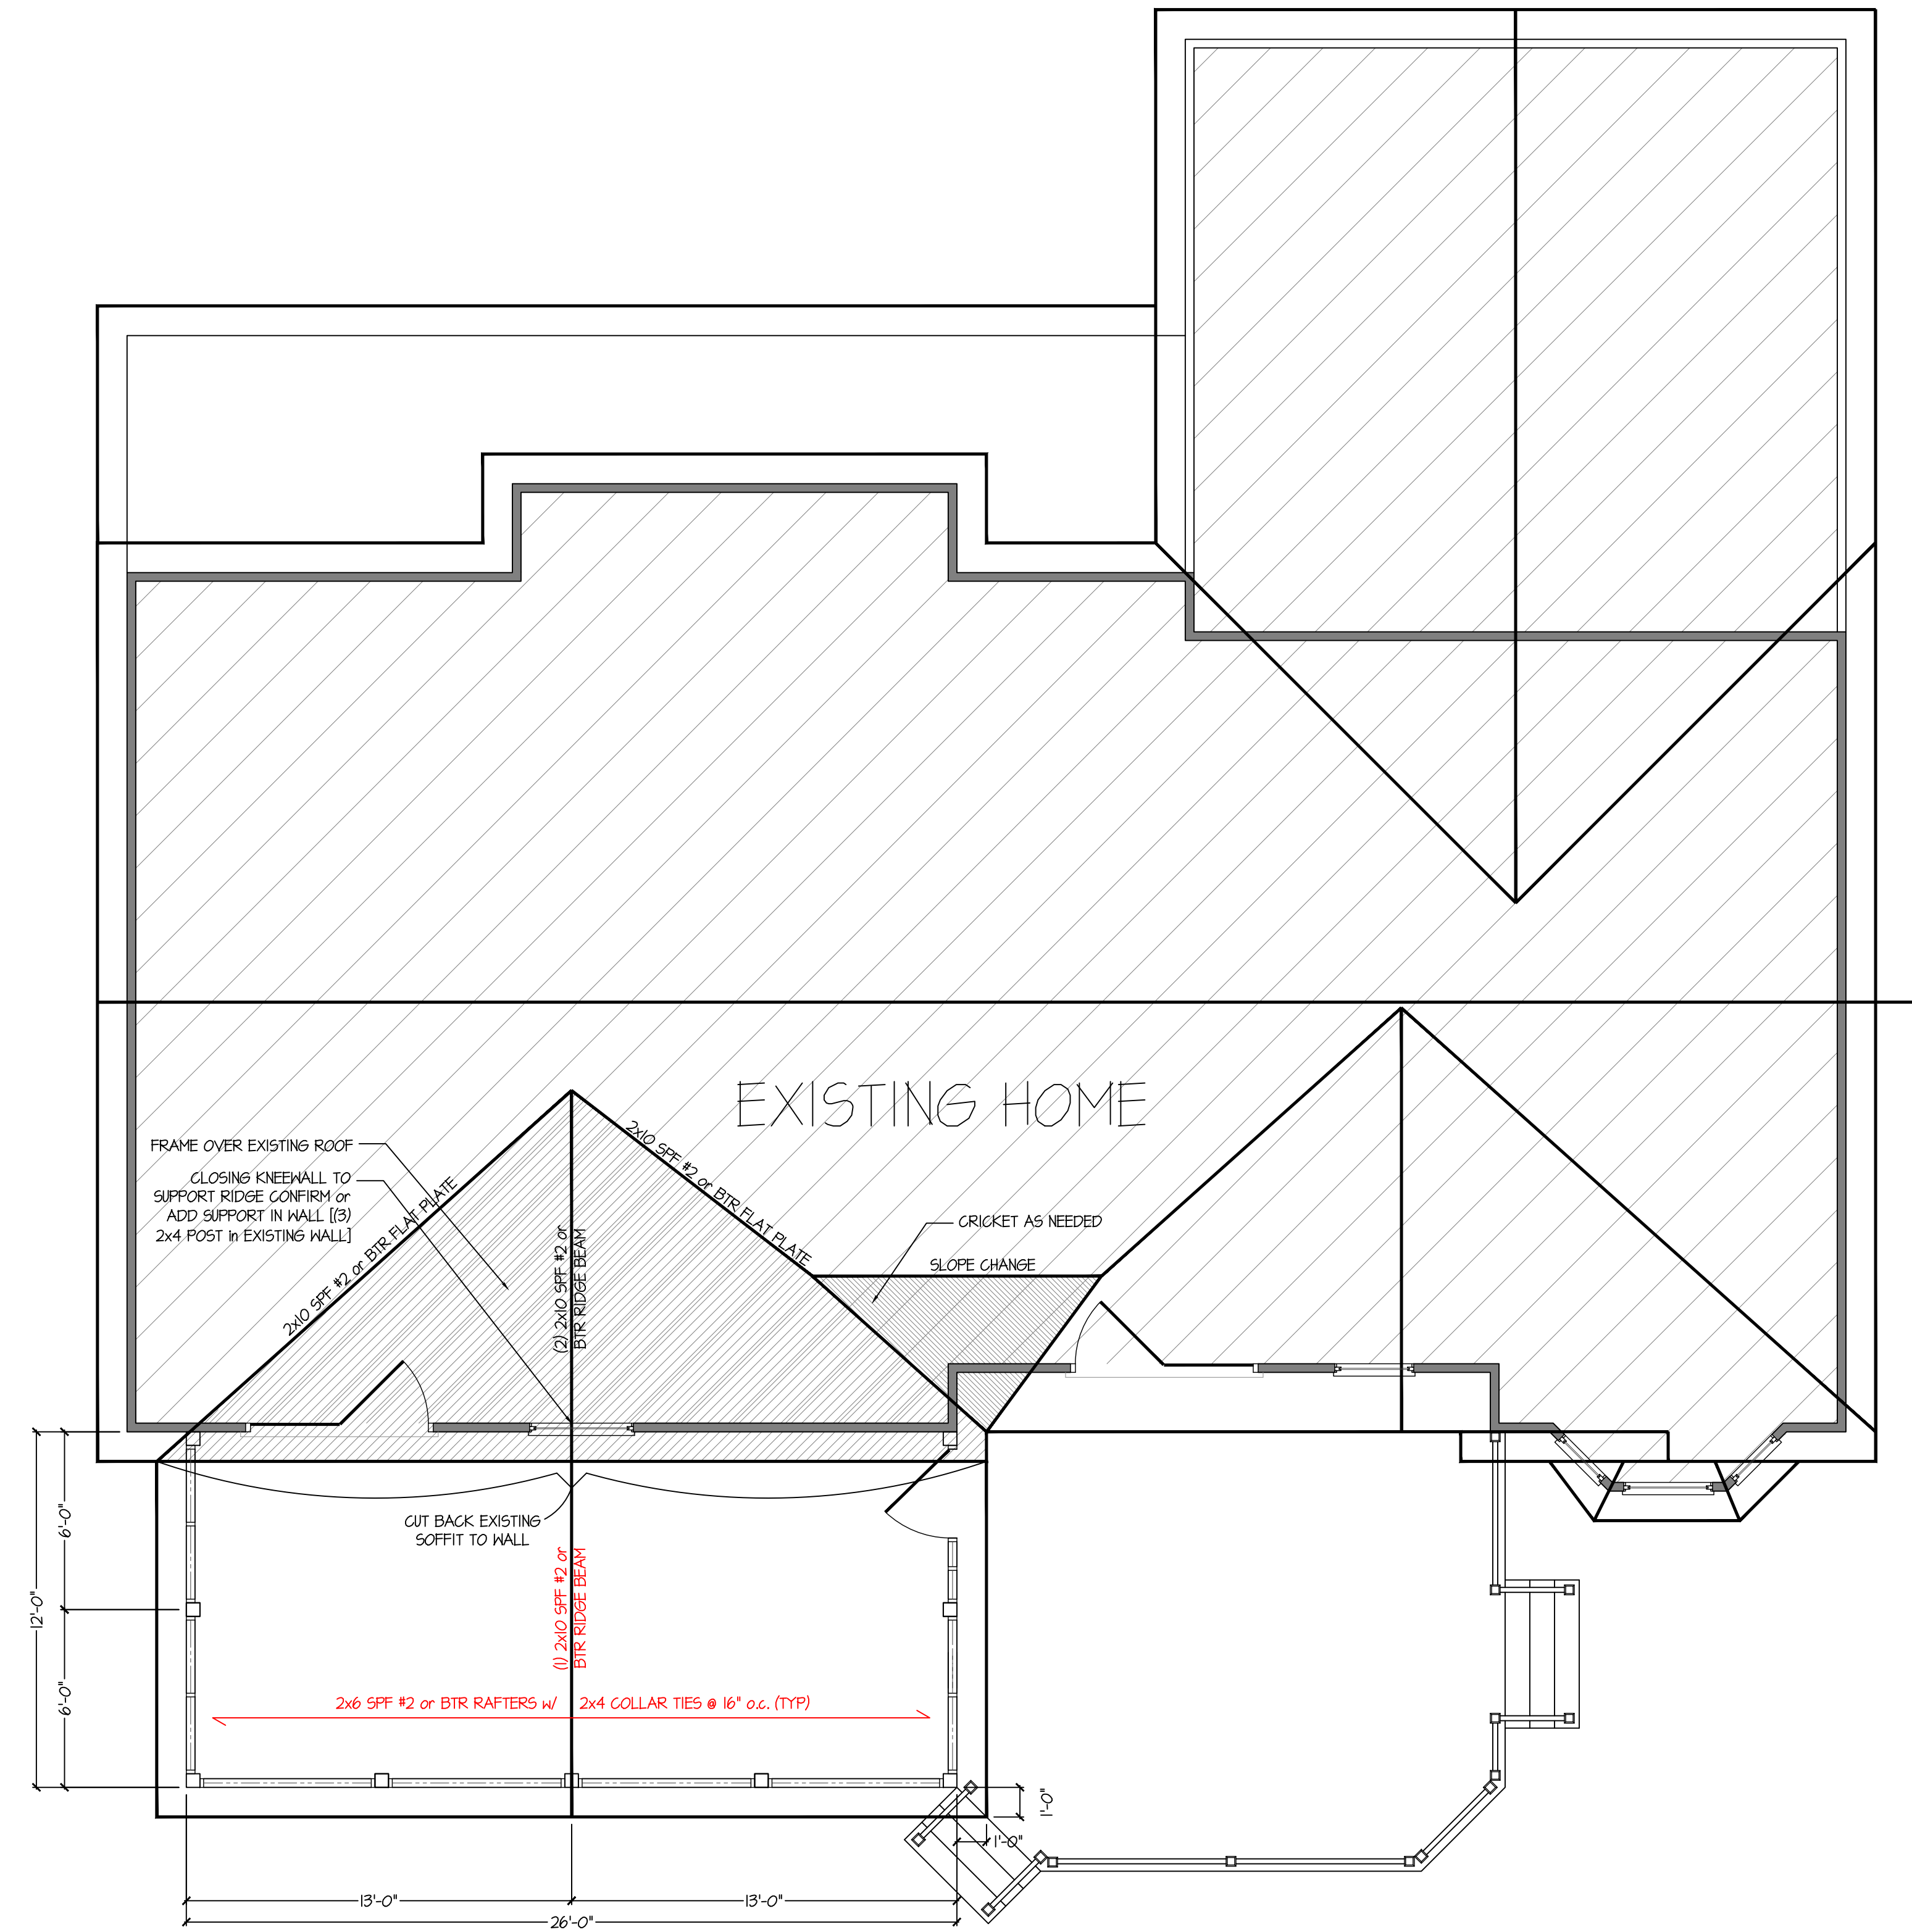 EXISTING HOME
FRAME OVER EXISTING ROOF
CLOSING KNEEWALL TO
SUPPORT RIDGE CONFIRM or
ADD SUPPORT IN WALL [(3)
2x4 POST in EXISTING WALL]
2x10 SPF #2 or BTR FLAT PLATE
2x10 SPF #2 or BTR FLAT PLATE
(2) 2x10 SPF #2 or
BTR RIDGE BEAM
CRICKET AS NEEDED
SLOPE CHANGE
CUT BACK EXISTING
SOFFIT TO WALL
(1) 2x10 SPF #2 or
BTR RIDGE BEAM
2x6 SPF #2 or BTR RAFTERS w/ 2x4 COLLAR TIES @ 16" o.c. (TYP)
12'-0"
6'-0"
6'-0"
1'-0"
1'-0"
13'-0"
13'-0"
26'-0"